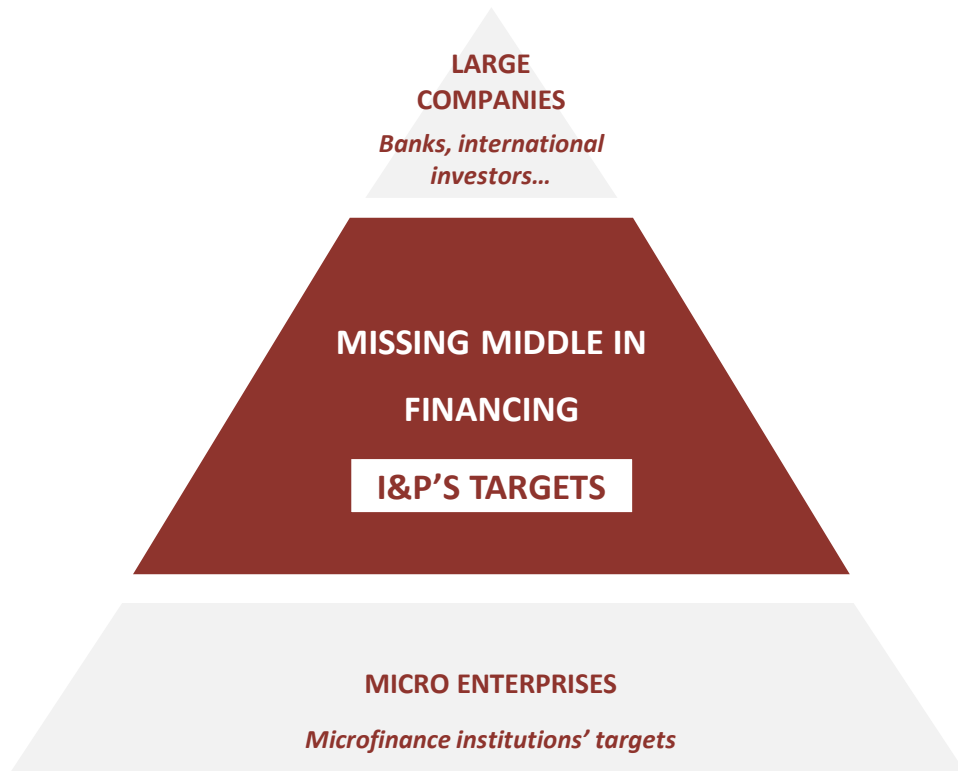 LARGE
COMPANIES
Banks, international
investors…
MISSING MIDDLE IN
FINANCING
I&P’S TARGETS
MICRO ENTERPRISES
Microfinance institutions’ targets